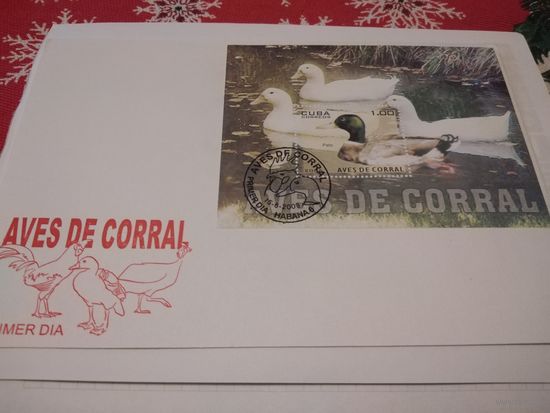 CUBA
CORREOS
1.00
Pato
AVES DE CORRAL
AVES DE CORRAL
PRIMER DIA HABANA 6
S DE CORRAL
AVES DE CORRAL
IMER DIA